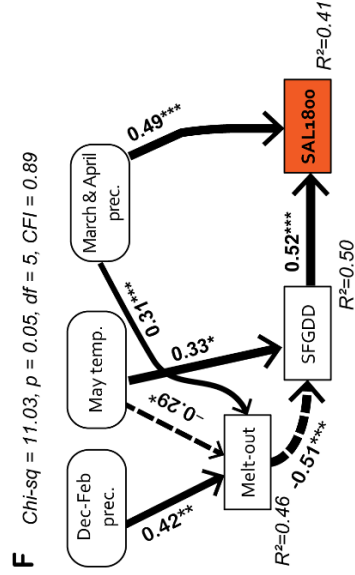 F
Chi-sq = 11.03, p = 0.05, df = 5, CFI = 0.89
Dec-Feb
prec.
May temp.
March & April
prec.
0.42**
−0.29*
0.31***
0.33*
0.49***
Melt-out
R²=0.46
-0.51***
SFGDD
R²=0.50
0.52***
SAL1800
R²=0.41